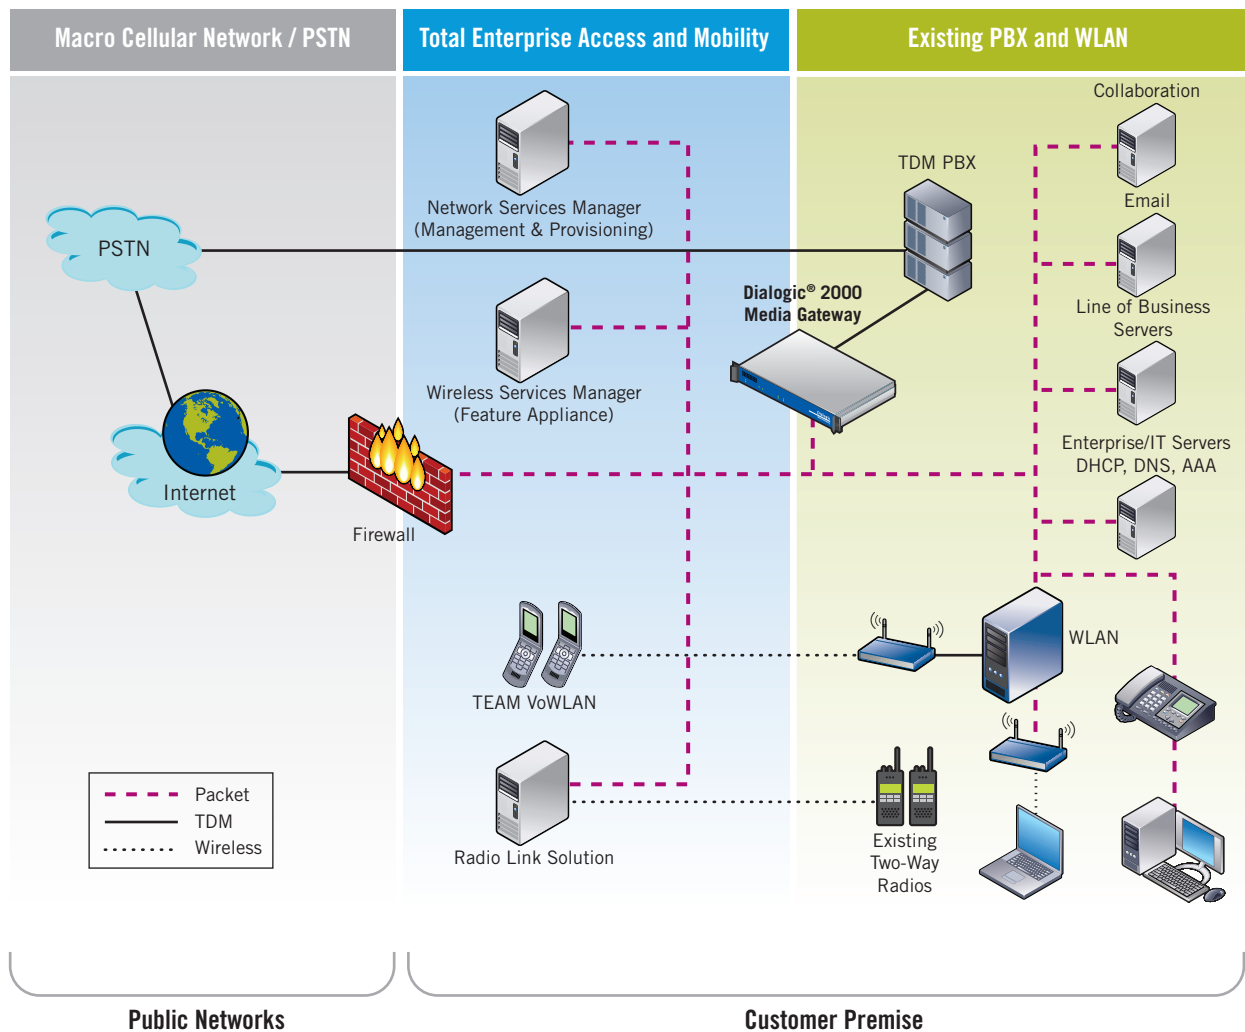 Macro Cellular Network / PSTN
Total Enterprise Access and Mobility
Existing PBX and WLAN
PSTN
Internet
Firewall
Network Services Manager
(Management & Provisioning)
Wireless Services Manager
(Feature Appliance)
TEAM VoWLAN
Radio Link Solution
TDM PBX
Dialogic® 2000
Media Gateway
Collaboration
Email
Line of Business
Servers
Enterprise/IT Servers
DHCP, DNS, AAA
WLAN
Existing
Two-Way
Radios
Packet
TDM
Wireless
Public Networks
Customer Premise